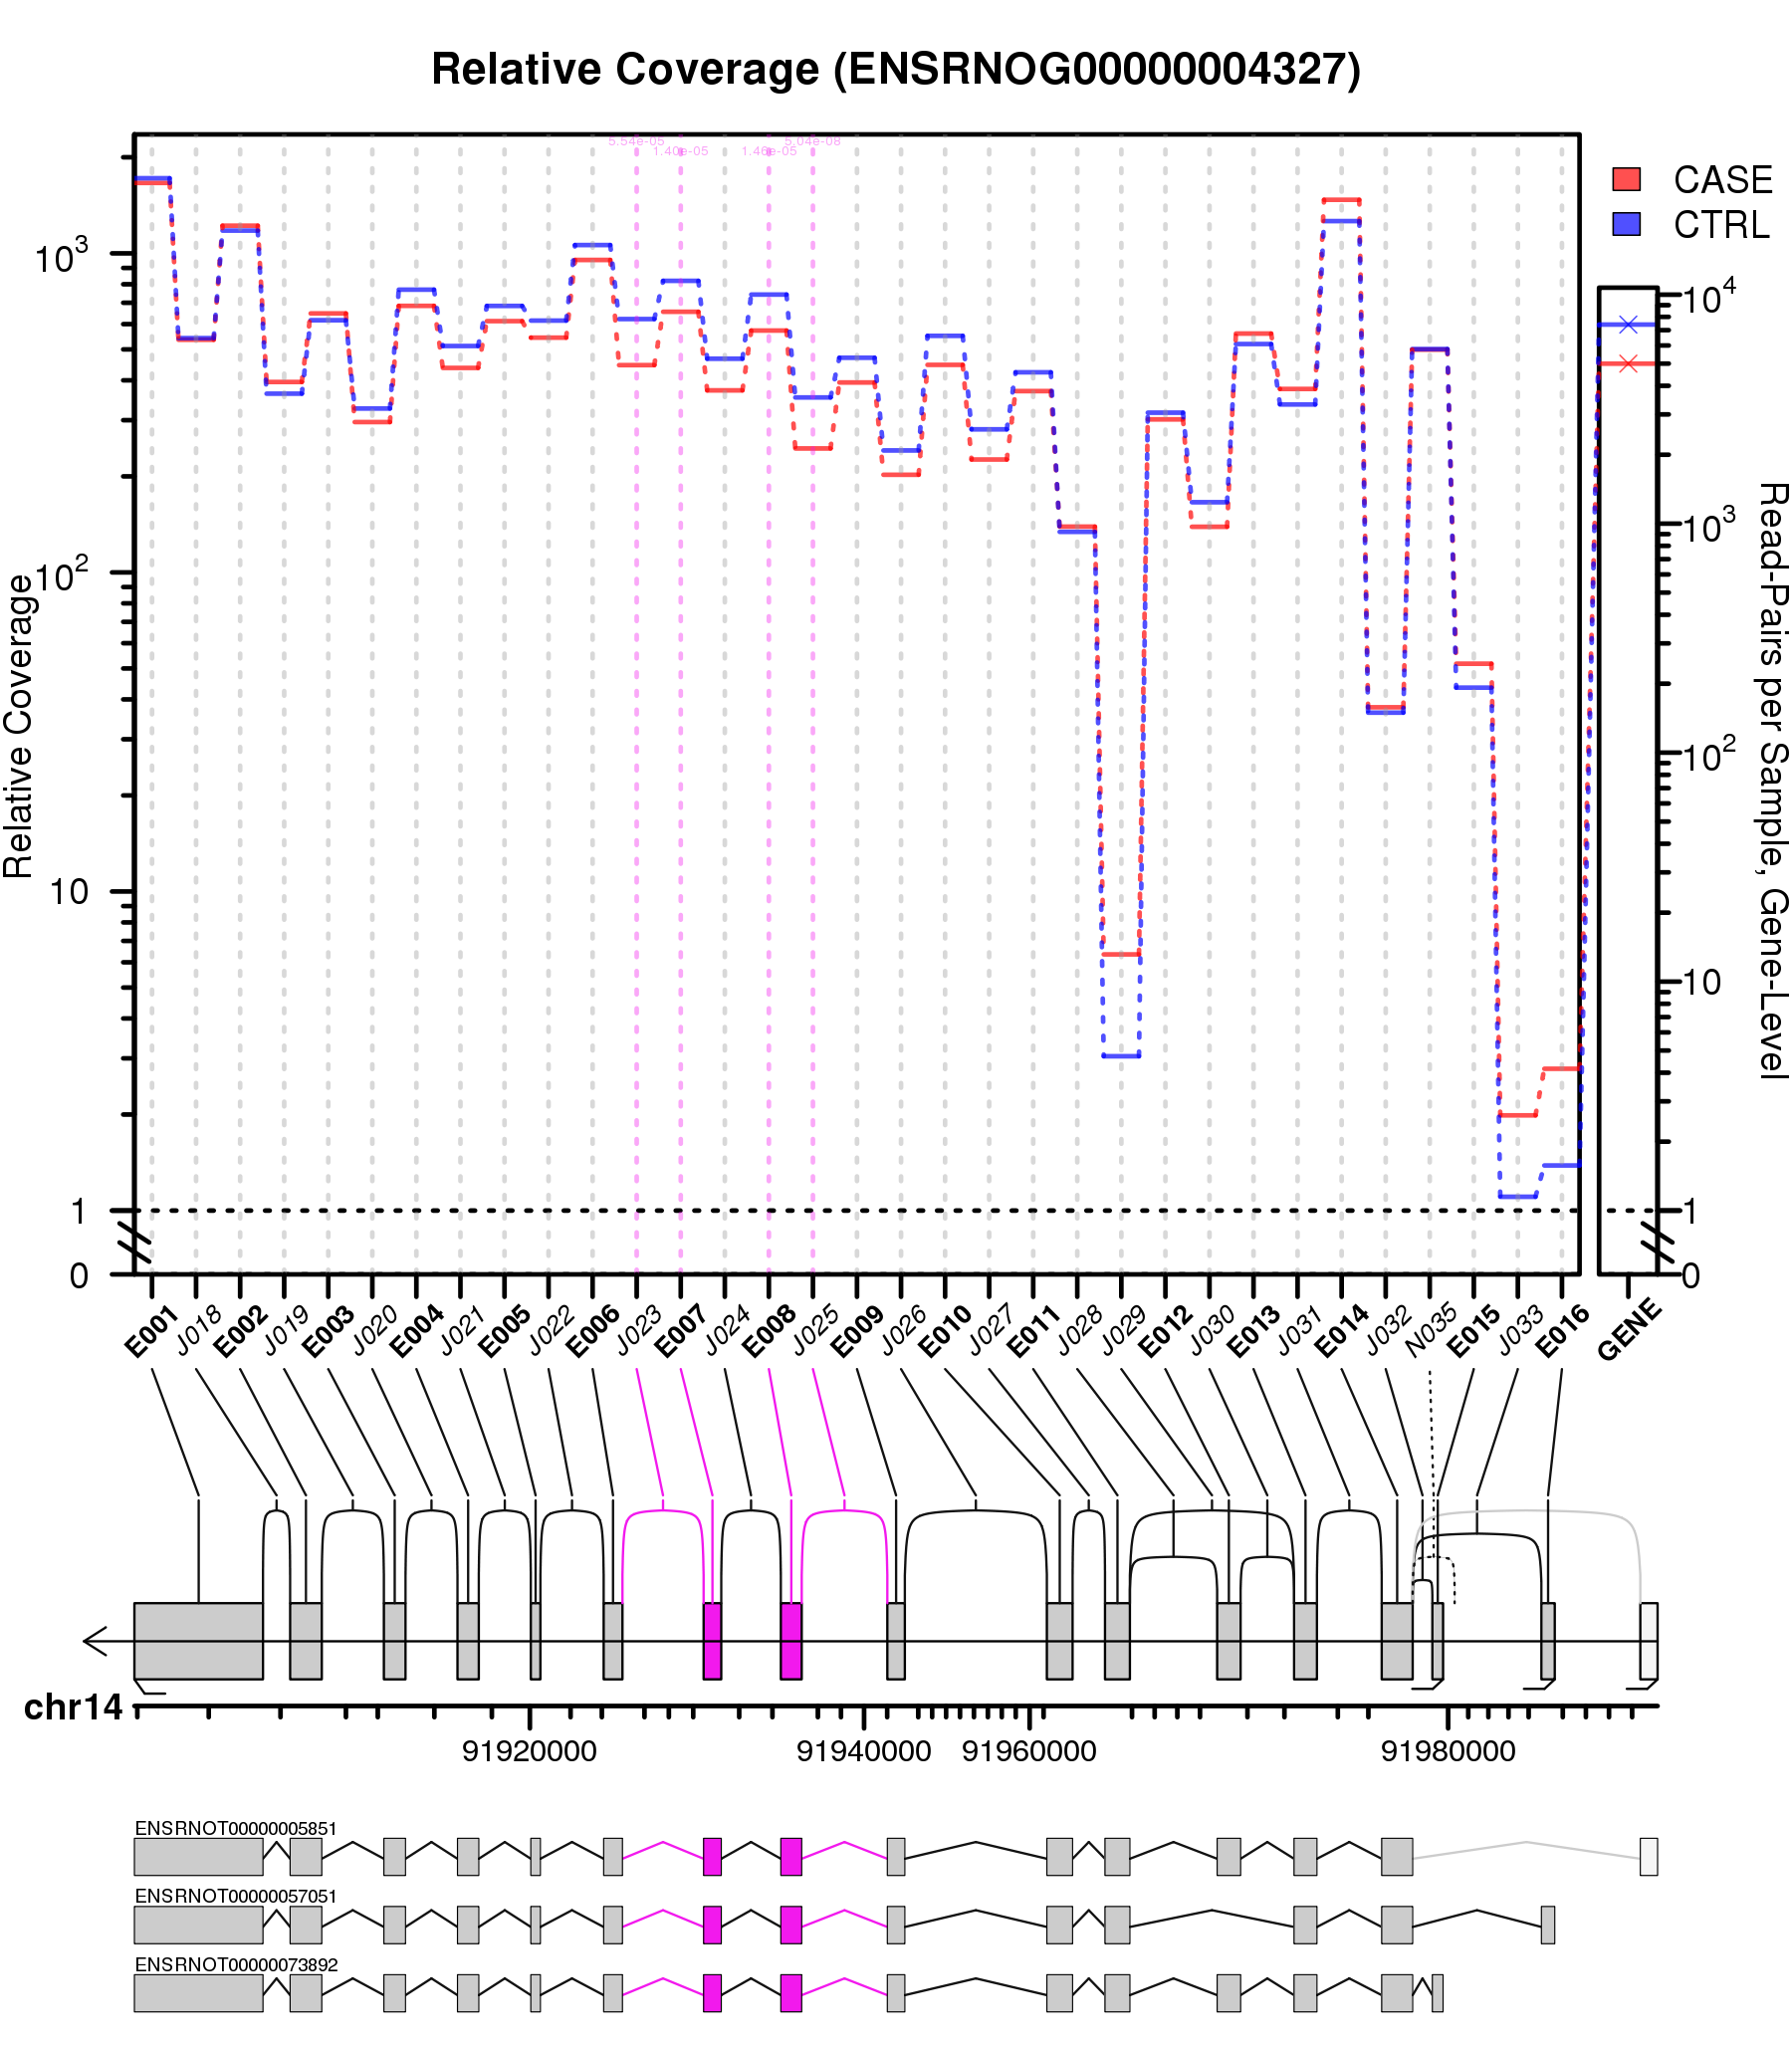 Relative Coverage (ENSRNOG00000004327)
5.54e-05 5.04e-08
1.40e-05 1.46e-05
CASE
CTRL
Relative Coverage
10³
10²
10
1
0
10⁴
10³
10²
10
1
0
Read-Pairs per Sample, Gene-Level
E001 J018 E002 J019 E003 J020 E004 J021 E005 J022 E006 J023 E007 J024 E008 J025 E009 J026 E010 J027 E011 J028 J029 E012 J030 E013 J031 E014 J032 N035 E015 J033 E016 GENE
chr14
91920000 91940000 91960000 91980000
ENSRNOT00000005851
ENSRNOT00000057051
ENSRNOT00000073892